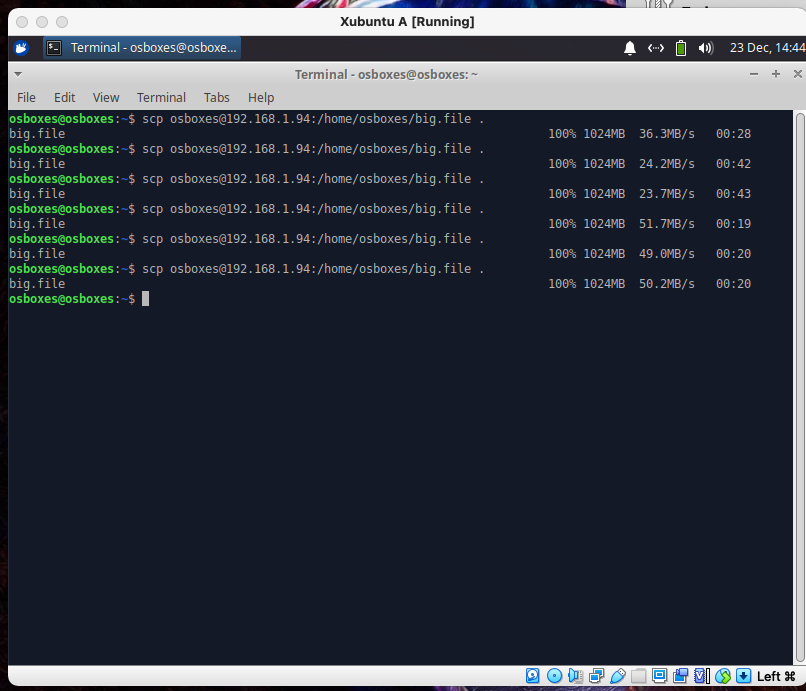 Xubuntu A [Running]
Terminal - osboxes@osboxe... 23 Dec, 14:44
Terminal - osboxes@osboxes: ~
File Edit View Terminal Tabs Help
osboxes@osboxes:~$ scp osboxes@192.168.1.94:/home/osboxes/big.file .
big.file 100% 1024MB 36.3MB/s 00:28
osboxes@osboxes:~$ scp osboxes@192.168.1.94:/home/osboxes/big.file .
big.file 100% 1024MB 24.2MB/s 00:42
osboxes@osboxes:~$ scp osboxes@192.168.1.94:/home/osboxes/big.file .
big.file 100% 1024MB 23.7MB/s 00:43
osboxes@osboxes:~$ scp osboxes@192.168.1.94:/home/osboxes/big.file .
big.file 100% 1024MB 51.7MB/s 00:19
osboxes@osboxes:~$ scp osboxes@192.168.1.94:/home/osboxes/big.file .
big.file 100% 1024MB 49.0MB/s 00:20
osboxes@osboxes:~$ scp osboxes@192.168.1.94:/home/osboxes/big.file .
big.file 100% 1024MB 50.2MB/s 00:20
osboxes@osboxes:~$
Left ⌘